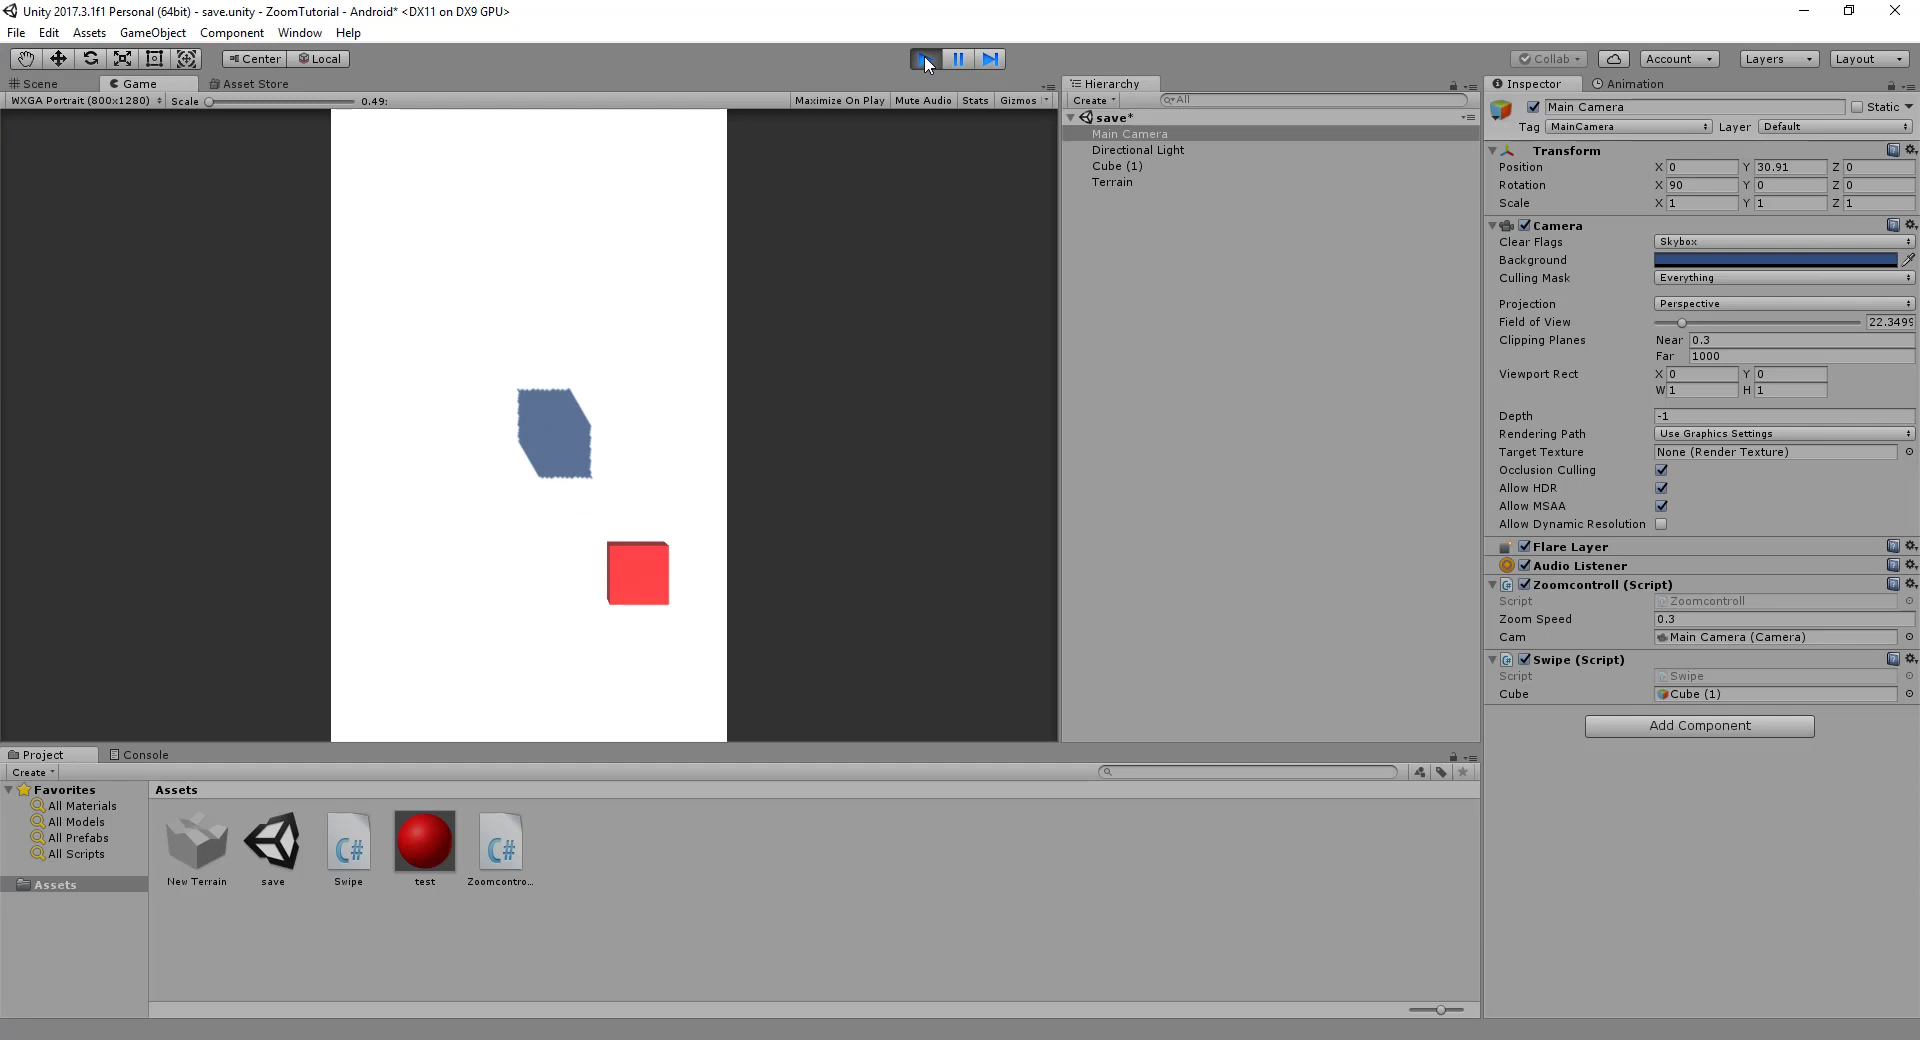 Unity 2017.3.1f1 Personal (64bit) - save.unity - ZoomTutorial - Android* <DX11 on DX9 GPU>
File Edit Assets GameObject Component Window Help
Center Local
Collab Account Layers Layout
Scene Game Asset Store
WXGA Portrait (800x1280) Scale 0.49: Maximize On Play Mute Audio Stats Gizmos
Hierarchy
Create All
save*
Main Camera
Directional Light
Cube (1)
Terrain
Inspector Animation
Main Camera Static
Tag MainCamera Layer Default
Transform
Position X 0 Y 30.91 Z 0
Rotation X 90 Y 0 Z 0
Scale X 1 Y 1 Z 1
Camera
Clear Flags Skybox
Background
Culling Mask Everything
Projection Perspective
Field of View 22.3499
Clipping Planes Near 0.3
Far 1000
Viewport Rect X 0 Y 0
W 1 H 1
Depth -1
Rendering Path Use Graphics Settings
Target Texture None (Render Texture)
Occlusion Culling
Allow HDR
Allow MSAA
Allow Dynamic Resolution
Flare Layer
Audio Listener
Zoomcontroll (Script)
Script Zoomcontroll
Zoom Speed 0.3
Cam Main Camera (Camera)
Swipe (Script)
Script Swipe
Cube Cube (1)
Add Component
Project Console
Create
Favorites
All Materials
All Models
All Prefabs
All Scripts
Assets
Assets
C# C#
New Terrain save Swipe test Zoomcontro...